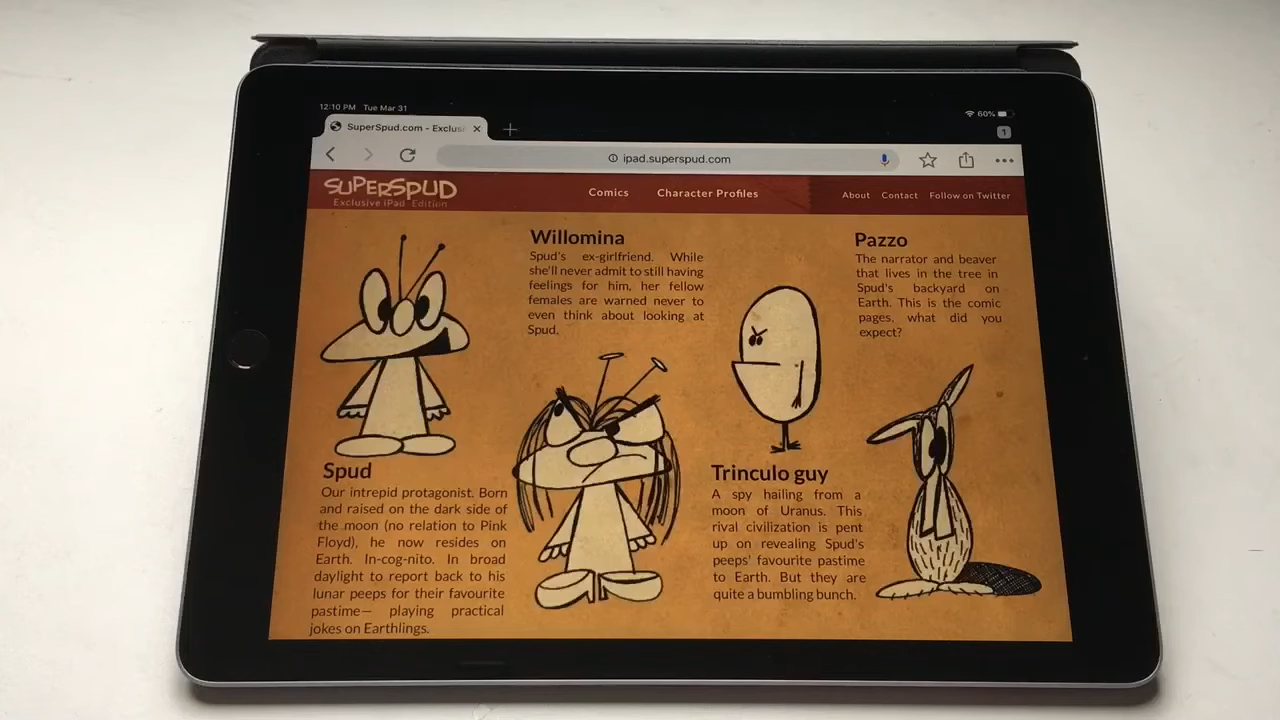 12:10 PM Tue Mar 31
60%
SuperSpud.com - Exclusi
1
ipad.superspud.com
SUPERSPUD
Exclusive iPad Edition
Comics
Character Profiles
About
Contact
Follow on Twitter
Spud
Our intrepid protagonist. Born
and raised on the dark side of
the moon (no relation to Pink
Floyd), he now resides on
Earth. In-cog-nito. In broad
daylight to report back to his
lunar peeps for their favourite
pastime— playing practical
jokes on Earthlings.
Willomina
Spud's ex-girlfriend. While
she'll never admit to still having
feelings for him, her fellow
females are warned never to
even think about looking at
Spud.
Trinculo guy
A spy hailing from a
moon of Uranus. This
rival civilization is pent
up on revealing Spud's
peeps' favourite pastime
to Earth. But they are
quite a bumbling bunch.
Pazzo
The narrator and beaver
that lives in the tree in
Spud's backyard on
Earth. This is the comic
pages, what did you
expect?